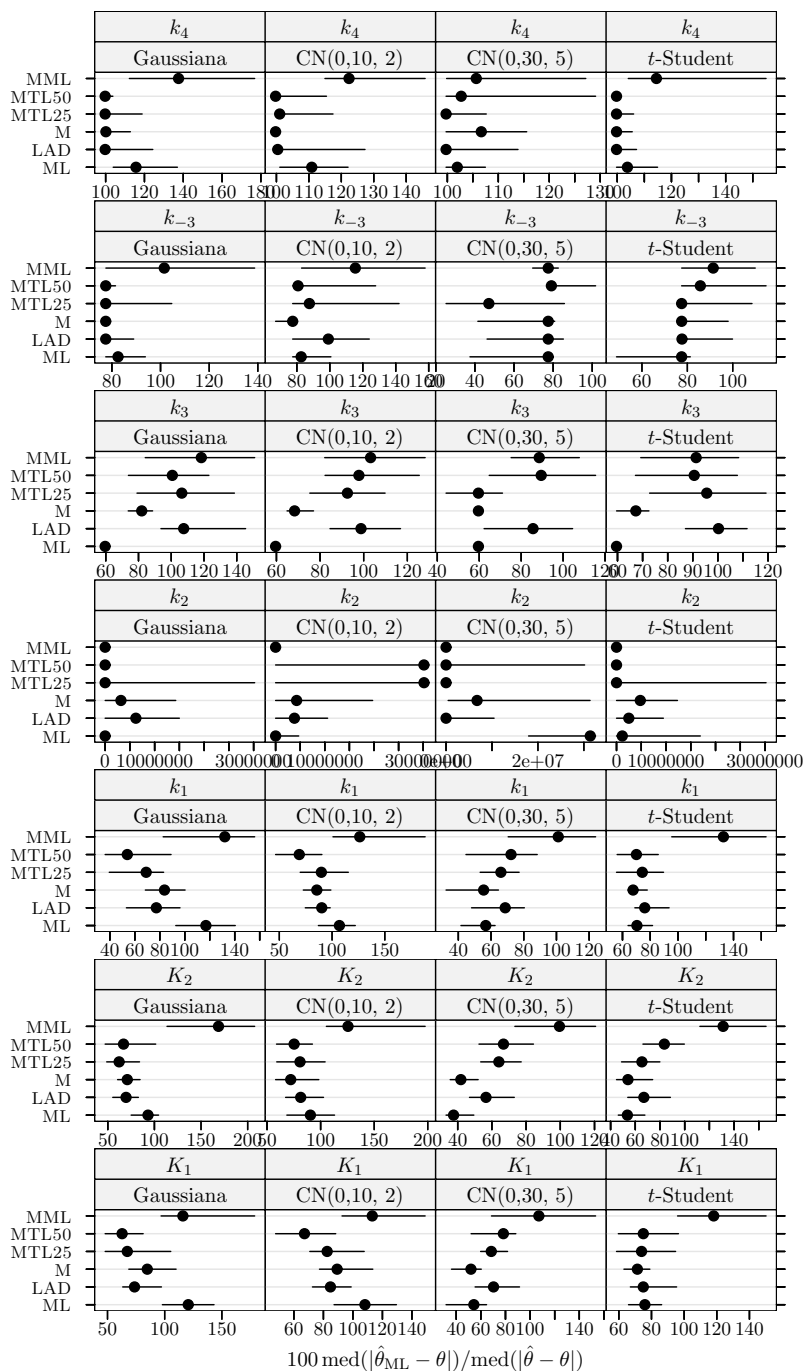 k₄ k₄ k₄ k₄
Gaussiana CN(0,10, 2) CN(0,30, 5) t-Student
MML
MTL50
MTL25
M
LAD
ML
100 120 140 160 180 100 110 120 130 140 100 110 120 130 100 120 140
k₋₃ k₋₃ k₋₃ k₋₃
Gaussiana CN(0,10, 2) CN(0,30, 5) t-Student
MML
MTL50
MTL25
M
LAD
ML
80 100 120 140 60 80 100 120 140 160 20 40 60 80 100 60 80 100
k₃ k₃ k₃ k₃
Gaussiana CN(0,10, 2) CN(0,30, 5) t-Student
MML
MTL50
MTL25
M
LAD
ML
60 80 100 120 140 60 80 100 120 40 60 80 100 120 60 70 90 100 120
k₂ k₂ k₂ k₂
Gaussiana CN(0,10, 2) CN(0,30, 5) t-Student
MML
MTL50
MTL25
M
LAD
ML
0 10000000 30000000 0 10000000 30000000 0e+00 2e+07 0 10000000 30000000
k₁ k₁ k₁ k₁
Gaussiana CN(0,10, 2) CN(0,30, 5) t-Student
MML
MTL50
MTL25
M
LAD
ML
40 60 80 100 140 50 100 150 40 60 80 100 120 60 80 100 140
K₂ K₂ K₂ K₂
Gaussiana CN(0,10, 2) CN(0,30, 5) t-Student
MML
MTL50
MTL25
M
LAD
ML
50 100 150 200 50 100 150 200 40 60 80 100 120 40 60 80 100 140
K₁ K₁ K₁ K₁
Gaussiana CN(0,10, 2) CN(0,30, 5) t-Student
MML
MTL50
MTL25
M
LAD
ML
50 100 150 60 80 100 120 140 40 60 80 100 120 140 60 80 100 140
100 med(|θ̂_ML − θ|)/med(|θ̂ − θ|)